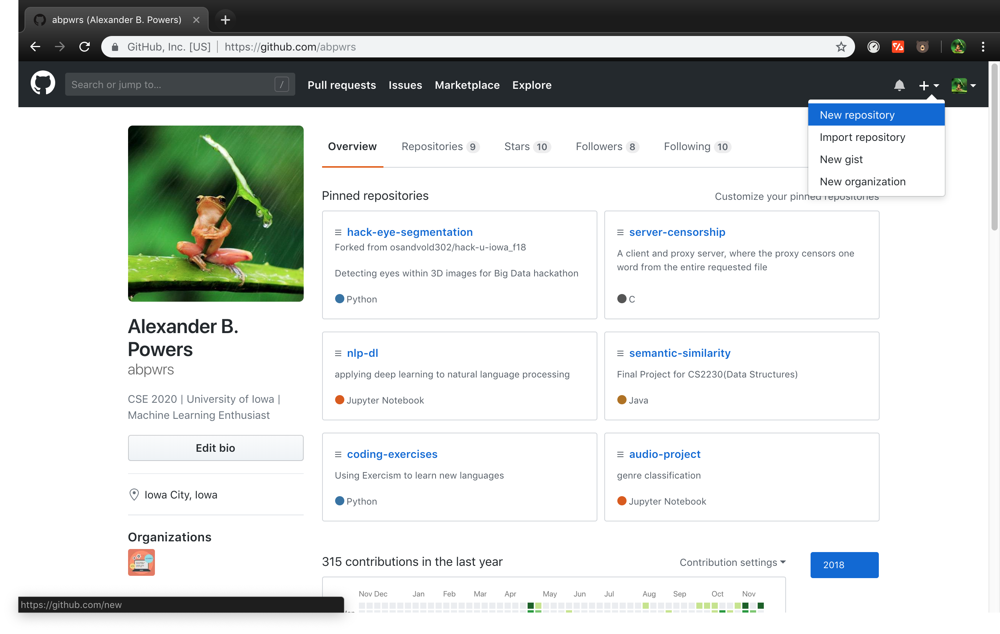 abpwrs (Alexander B. Powers)
GitHub, Inc. [US] | https://github.com/abpwrs
Search or jump to... /
Pull requests Issues Marketplace Explore
New repository
Import repository
New gist
New organization
Overview Repositories 9 Stars 10 Followers 8 Following 10
Pinned repositories
Customize your pinned repositories
hack-eye-segmentation
Forked from osandvold302/hack-u-iowa_f18
Detecting eyes within 3D images for Big Data hackathon
Python
server-censorship
A client and proxy server, where the proxy censors one
word from the entire requested file
C
Alexander B.
Powers
abpwrs
CSE 2020 | University of Iowa |
Machine Learning Enthusiast
Edit bio
Iowa City, Iowa
Organizations
nlp-dl
applying deep learning to natural language processing
Jupyter Notebook
semantic-similarity
Final Project for CS2230(Data Structures)
Java
coding-exercises
Using Exercism to learn new languages
Python
audio-project
genre classification
Jupyter Notebook
315 contributions in the last year
Contribution settings
2018
Nov Dec Jan Feb Mar Apr May Jun Jul Aug Sep Oct Nov
https://github.com/new